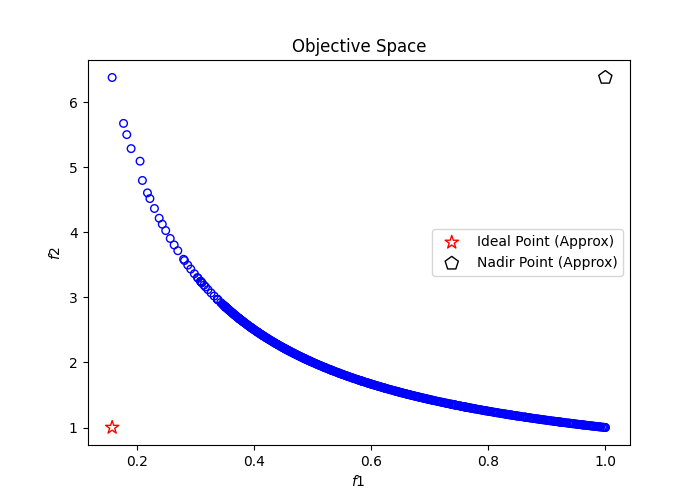 Objective Space
6
5
4
3
2
1
f2
Ideal Point (Approx)
Nadir Point (Approx)
0.2
0.4
0.6
0.8
1.0
f1